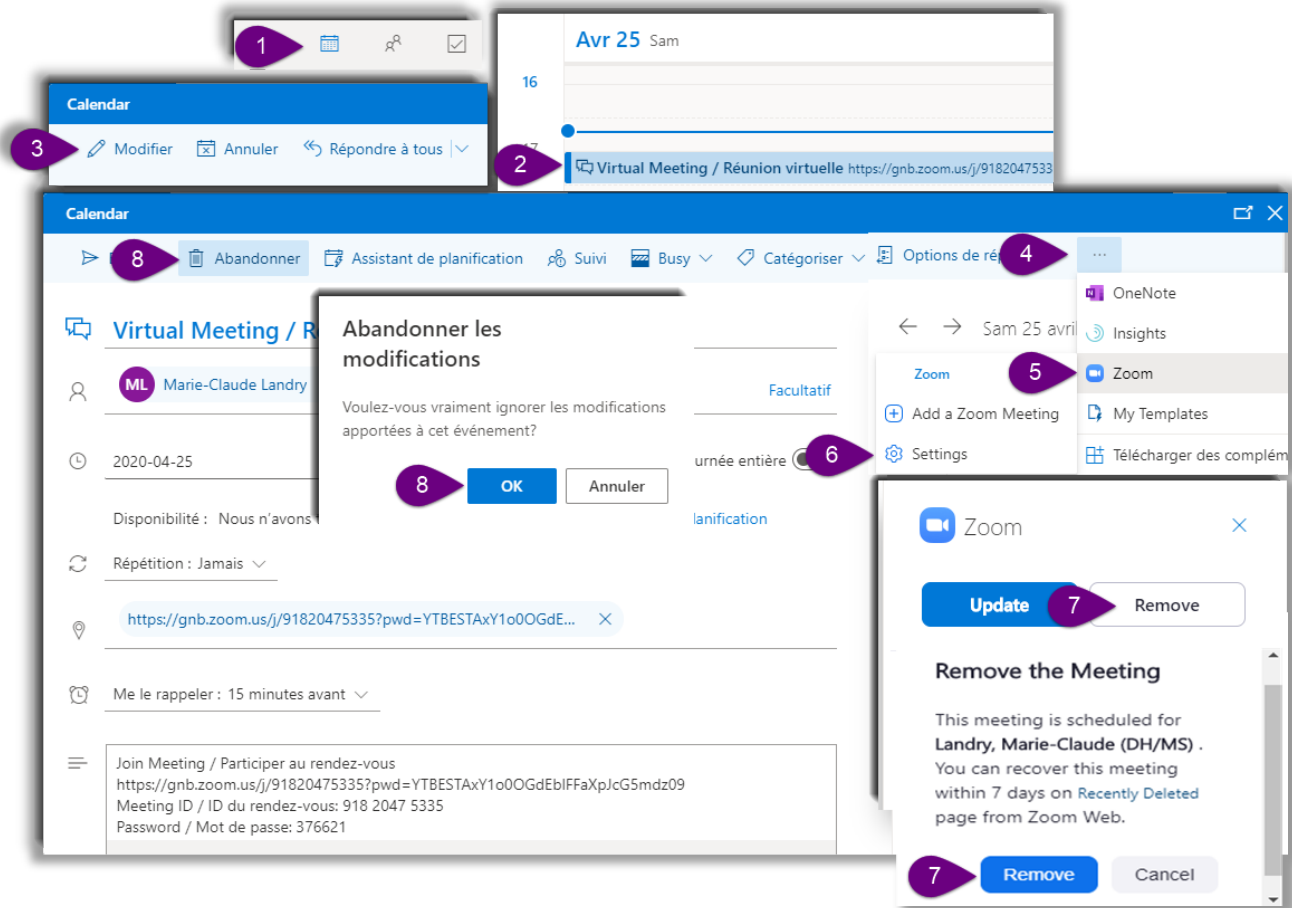 1
Avr 25 Sam
16
17
2
Virtual Meeting / Réunion virtuelle https://gnb.zoom.us/j/9182047533
Calendar
3
Modifier Annuler Répondre à tous
Calendar
8 Abandonner Assistant de planification Suivi Busy Catégoriser Options de ré 4 ...
OneNote
Insights
5 Zoom
My Templates
Télécharger des complém
Virtual Meeting / R
Sam 25 avril
Zoom
Add a Zoom Meeting
6 Settings
ML Marie-Claude Landry
Facultatif
2020-04-25
urnée entière
Disponibilité : Nous n'avons
lanification
Abandonner les
modifications
Voulez-vous vraiment ignorer les modifications
apportées à cet événement?
8 OK Annuler
Répétition : Jamais
https://gnb.zoom.us/j/91820475335?pwd=YTBESTAxY1o0OGdE...
Me le rappeler : 15 minutes avant
Join Meeting / Participer au rendez-vous
https://gnb.zoom.us/j/91820475335?pwd=YTBESTAxY1o0OGdEblFFaXpJcG5mdz09
Meeting ID / ID du rendez-vous: 918 2047 5335
Password / Mot de passe: 376621
Zoom
Update 7 Remove
Remove the Meeting
This meeting is scheduled for
Landry, Marie-Claude (DH/MS) .
You can recover this meeting
within 7 days on Recently Deleted
page from Zoom Web.
7 Remove Cancel